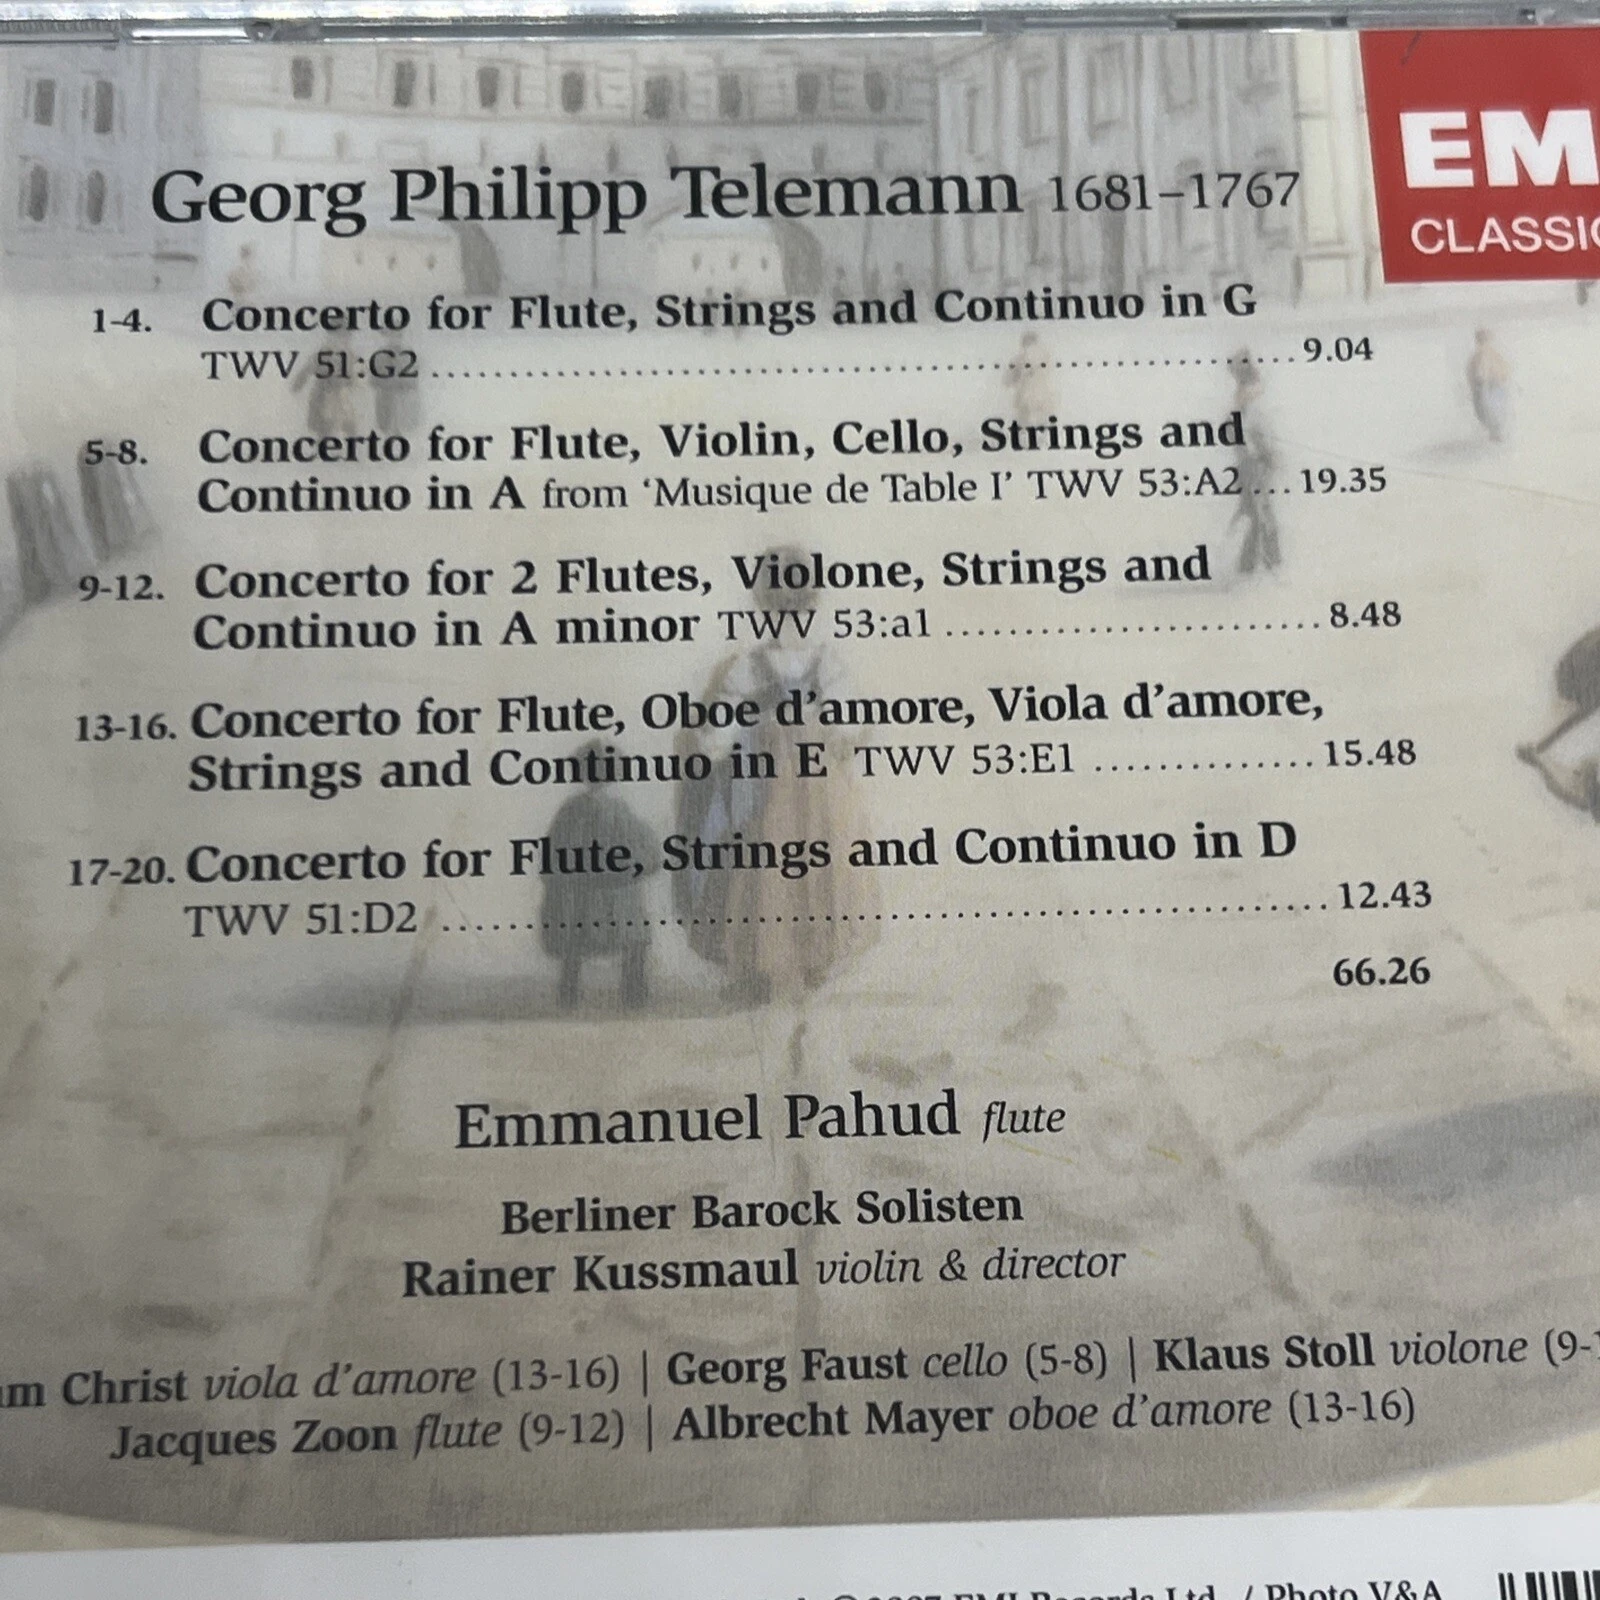 EM
CLASSIC
Georg Philipp Telemann 1681–1767
1-4. Concerto for Flute, Strings and Continuo in G
TWV 51:G2 ........ 9.04
5-8. Concerto for Flute, Violin, Cello, Strings and
Continuo in A from ‘Musique de Table I’ TWV 53:A2 ... 19.35
9-12. Concerto for 2 Flutes, Violone, Strings and
Continuo in A minor TWV 53:a1 ........ 8.48
13-16. Concerto for Flute, Oboe d’amore, Viola d’amore,
Strings and Continuo in E TWV 53:E1 ........ 15.48
17-20. Concerto for Flute, Strings and Continuo in D
TWV 51:D2 ........ 12.43
66.26
Emmanuel Pahud flute
Berliner Barock Solisten
Rainer Kussmaul violin & director
m Christ viola d’amore (13-16) | Georg Faust cello (5-8) | Klaus Stoll violone (9-
Jacques Zoon flute (9-12) | Albrecht Mayer oboe d’amore (13-16)
EMI Records Ltd. / Photo V&A